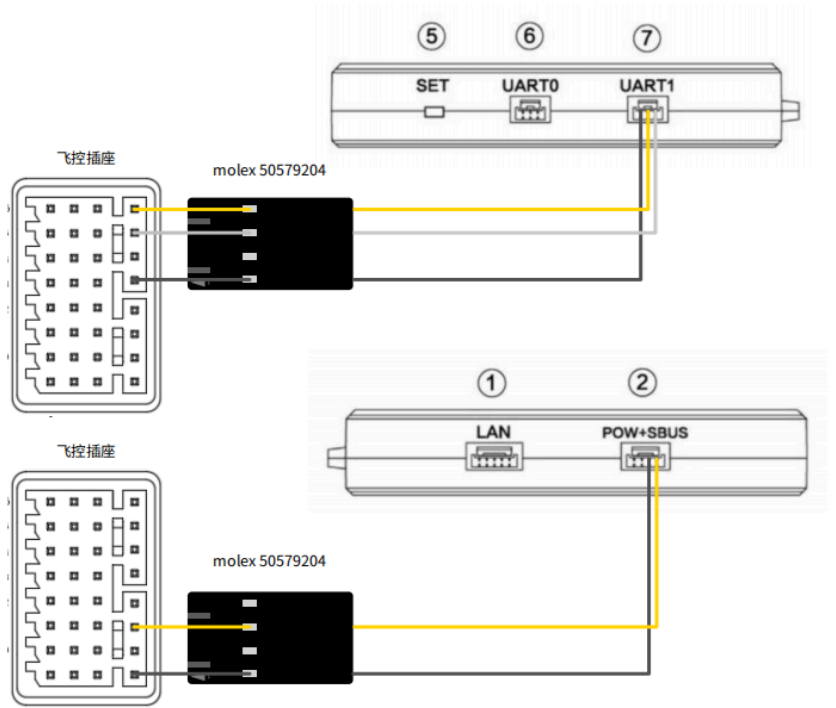 ⑤ ⑥ ⑦
SET UART0 UART1
飞控插座
molex 50579204
① ②
LAN POW+SBUS
飞控插座
molex 50579204